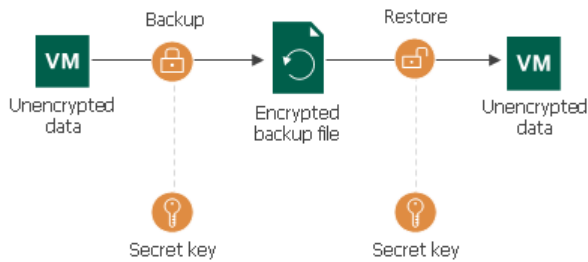 Backup
Restore
VM
VM
Unencrypted
data
Encrypted
backup file
Unencrypted
data
Secret key
Secret key